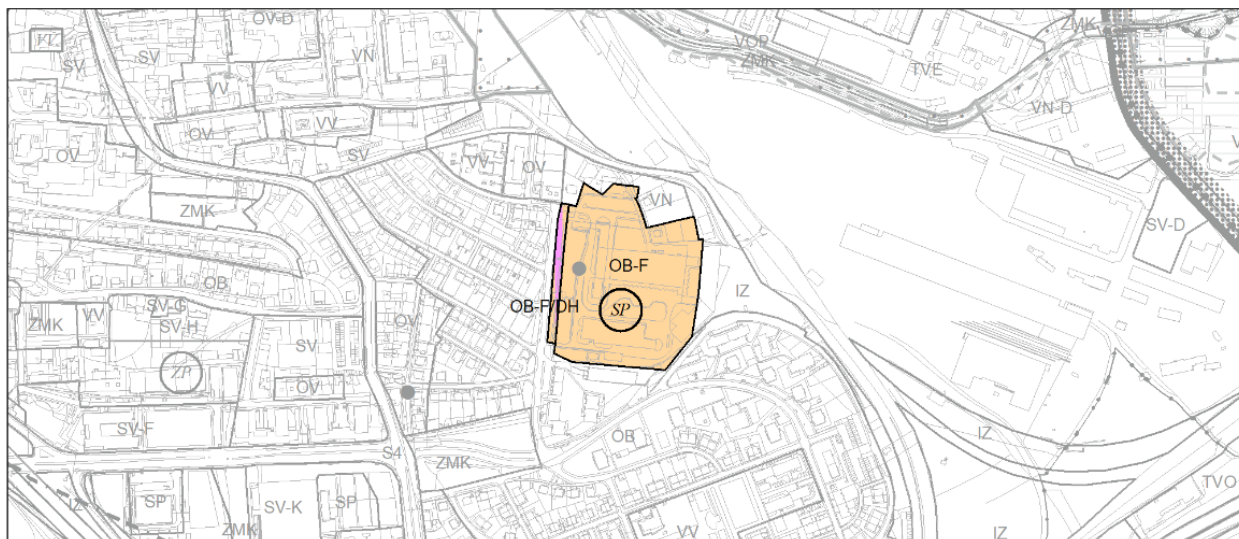 OV-D
ZMK
SV
SV
VN
VOP
ZMK
TVE
VV
VN-D
OV
VV
OV
SV
VV
OV
ZMK
VN
SV-D
OB-F
OB
IZ
OB-F/DH
SP
SV-G
ZMK
VV
SV-H
OV
SV
ZP
OV
SV-F
OB
IZ
S4
ZMK
TVO
SP
SV-K
SP
IZ
ZMK
VV
IZ